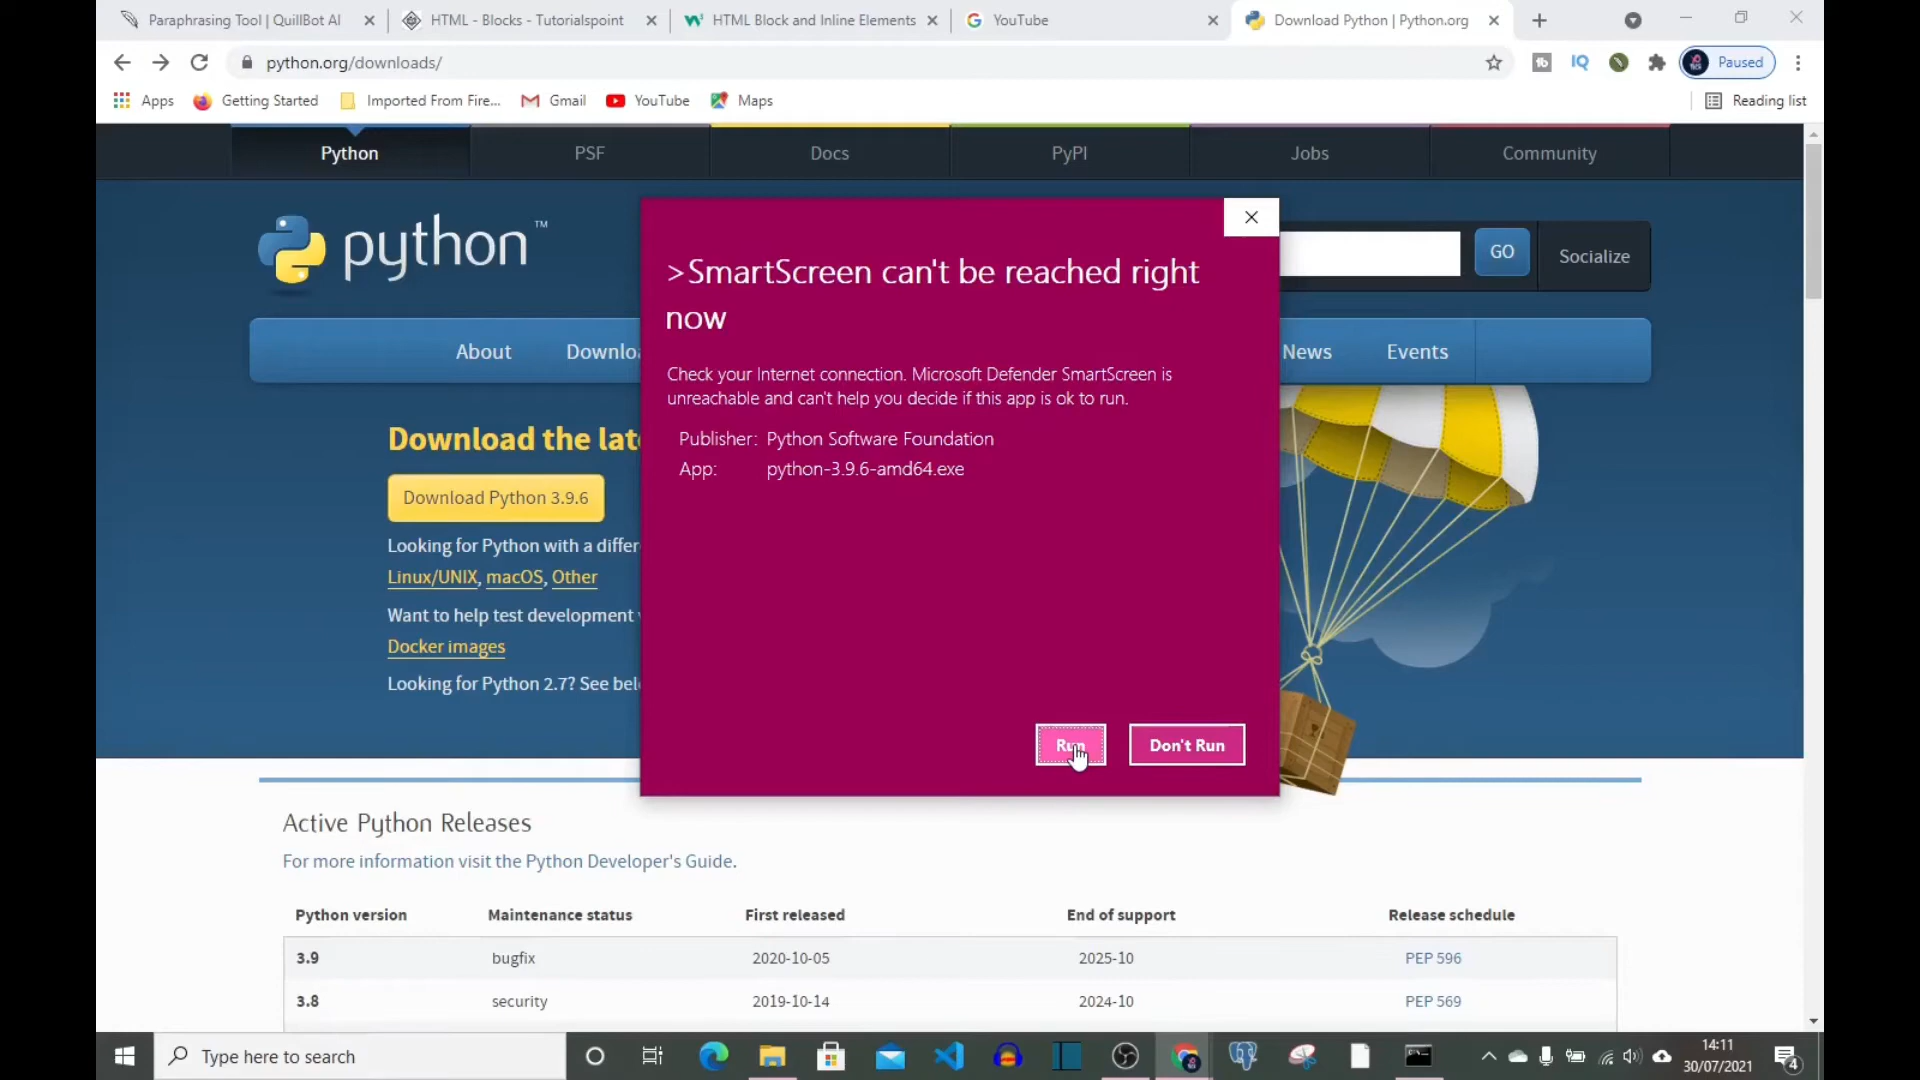 Paraphrasing Tool | QuillBot AI
HTML - Blocks - Tutorialspoint
HTML Block and Inline Elements
YouTube
Download Python | Python.org
python.org/downloads/
IQ
Paused
Apps
Getting Started
Imported From Fire...
Gmail
YouTube
Maps
Reading list
Python
PSF
Docs
PyPI
Jobs
Community
python™
GO
Socialize
About
Downloa
News
Events
>SmartScreen can't be reached right
now
Check your Internet connection. Microsoft Defender SmartScreen is
unreachable and can't help you decide if this app is ok to run.
Publisher: Python Software Foundation
App: python-3.9.6-amd64.exe
Run
Don't Run
Download the late
Download Python 3.9.6
Looking for Python with a differ
Linux/UNIX, macOS, Other
Want to help test development
Docker images
Looking for Python 2.7? See bel
Active Python Releases
For more information visit the Python Developer's Guide.
Python version Maintenance status First released End of support Release schedule
3.9 bugfix 2020-10-05 2025-10 PEP 596
3.8 security 2019-10-14 2024-10 PEP 569
Type here to search
14:11
30/07/2021
4